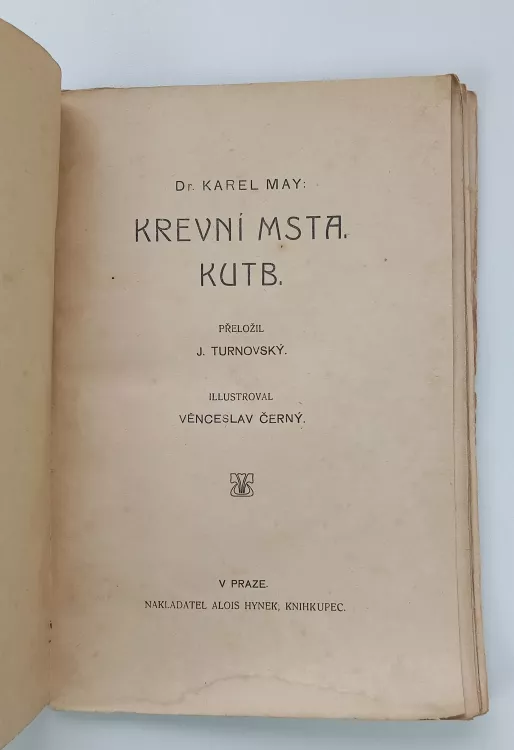 Dr. KAREL MAY:
KREVNÍ MSTA.
KUTB.
PŘELOŽIL
J. TURNOVSKÝ.
ILLUSTROVAL
VĚNCESLAV ČERNÝ.
V PRAZE.
NAKLADATEL ALOIS HYNEK, KNIHKUPEC.